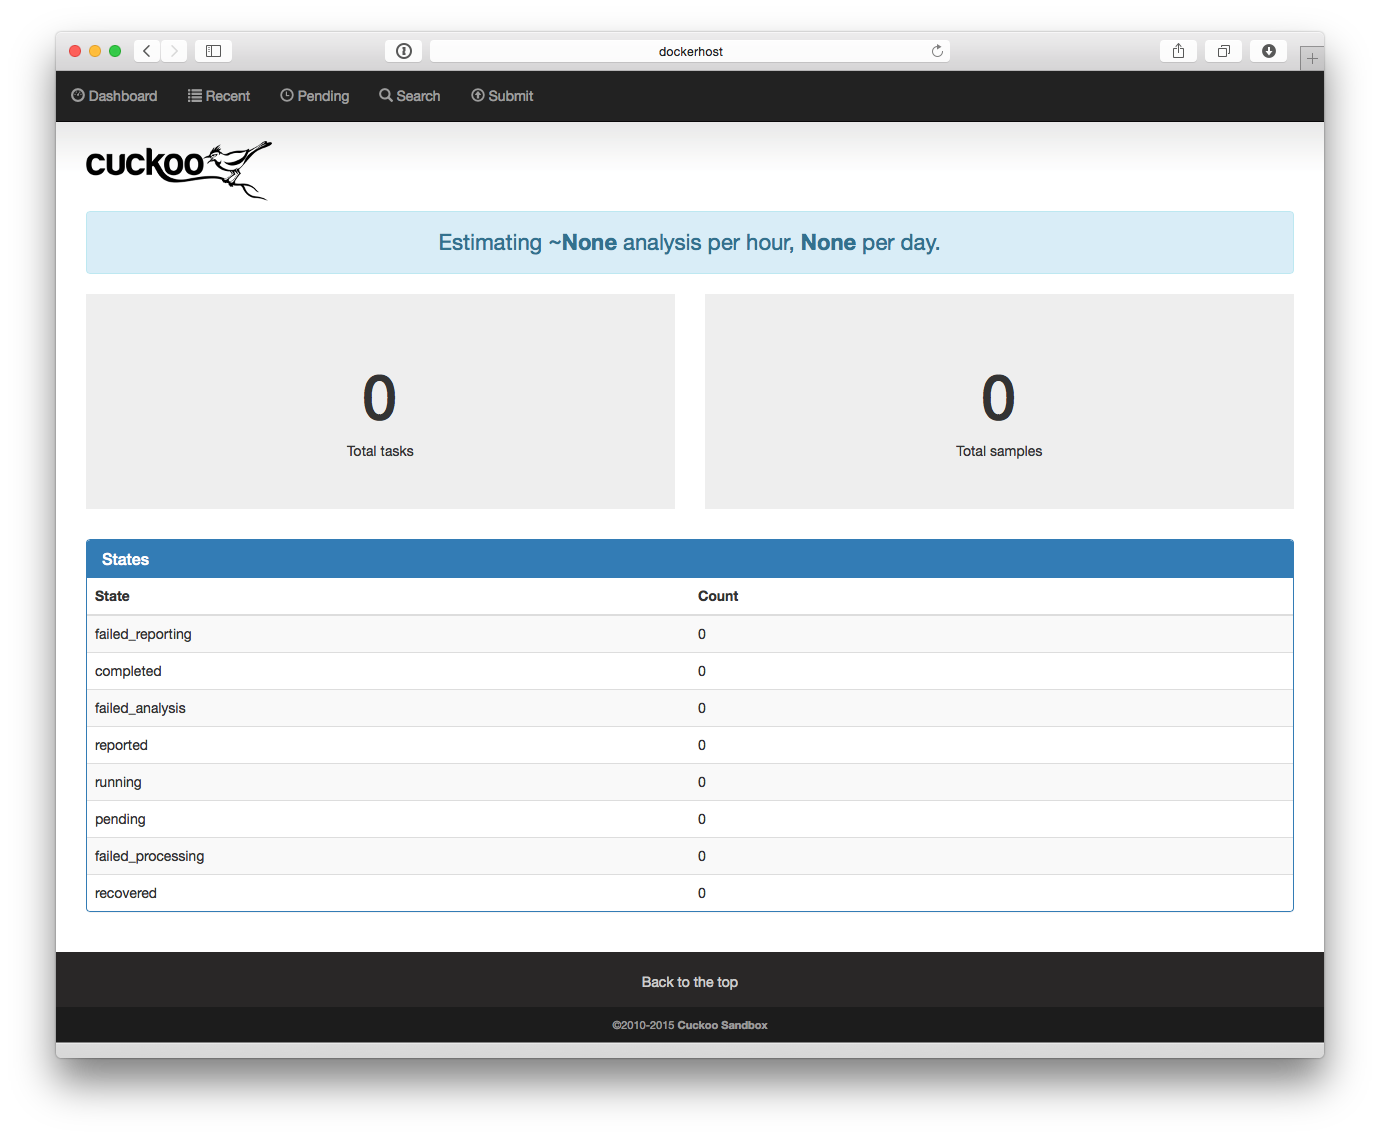 dockerhost
Dashboard Recent Pending Search Submit
cuckoo
Estimating ~None analysis per hour, None per day.
0
Total tasks
0
Total samples
States
State Count
failed_reporting 0
completed 0
failed_analysis 0
reported 0
running 0
pending 0
failed_processing 0
recovered 0
Back to the top
©2010-2015 Cuckoo Sandbox